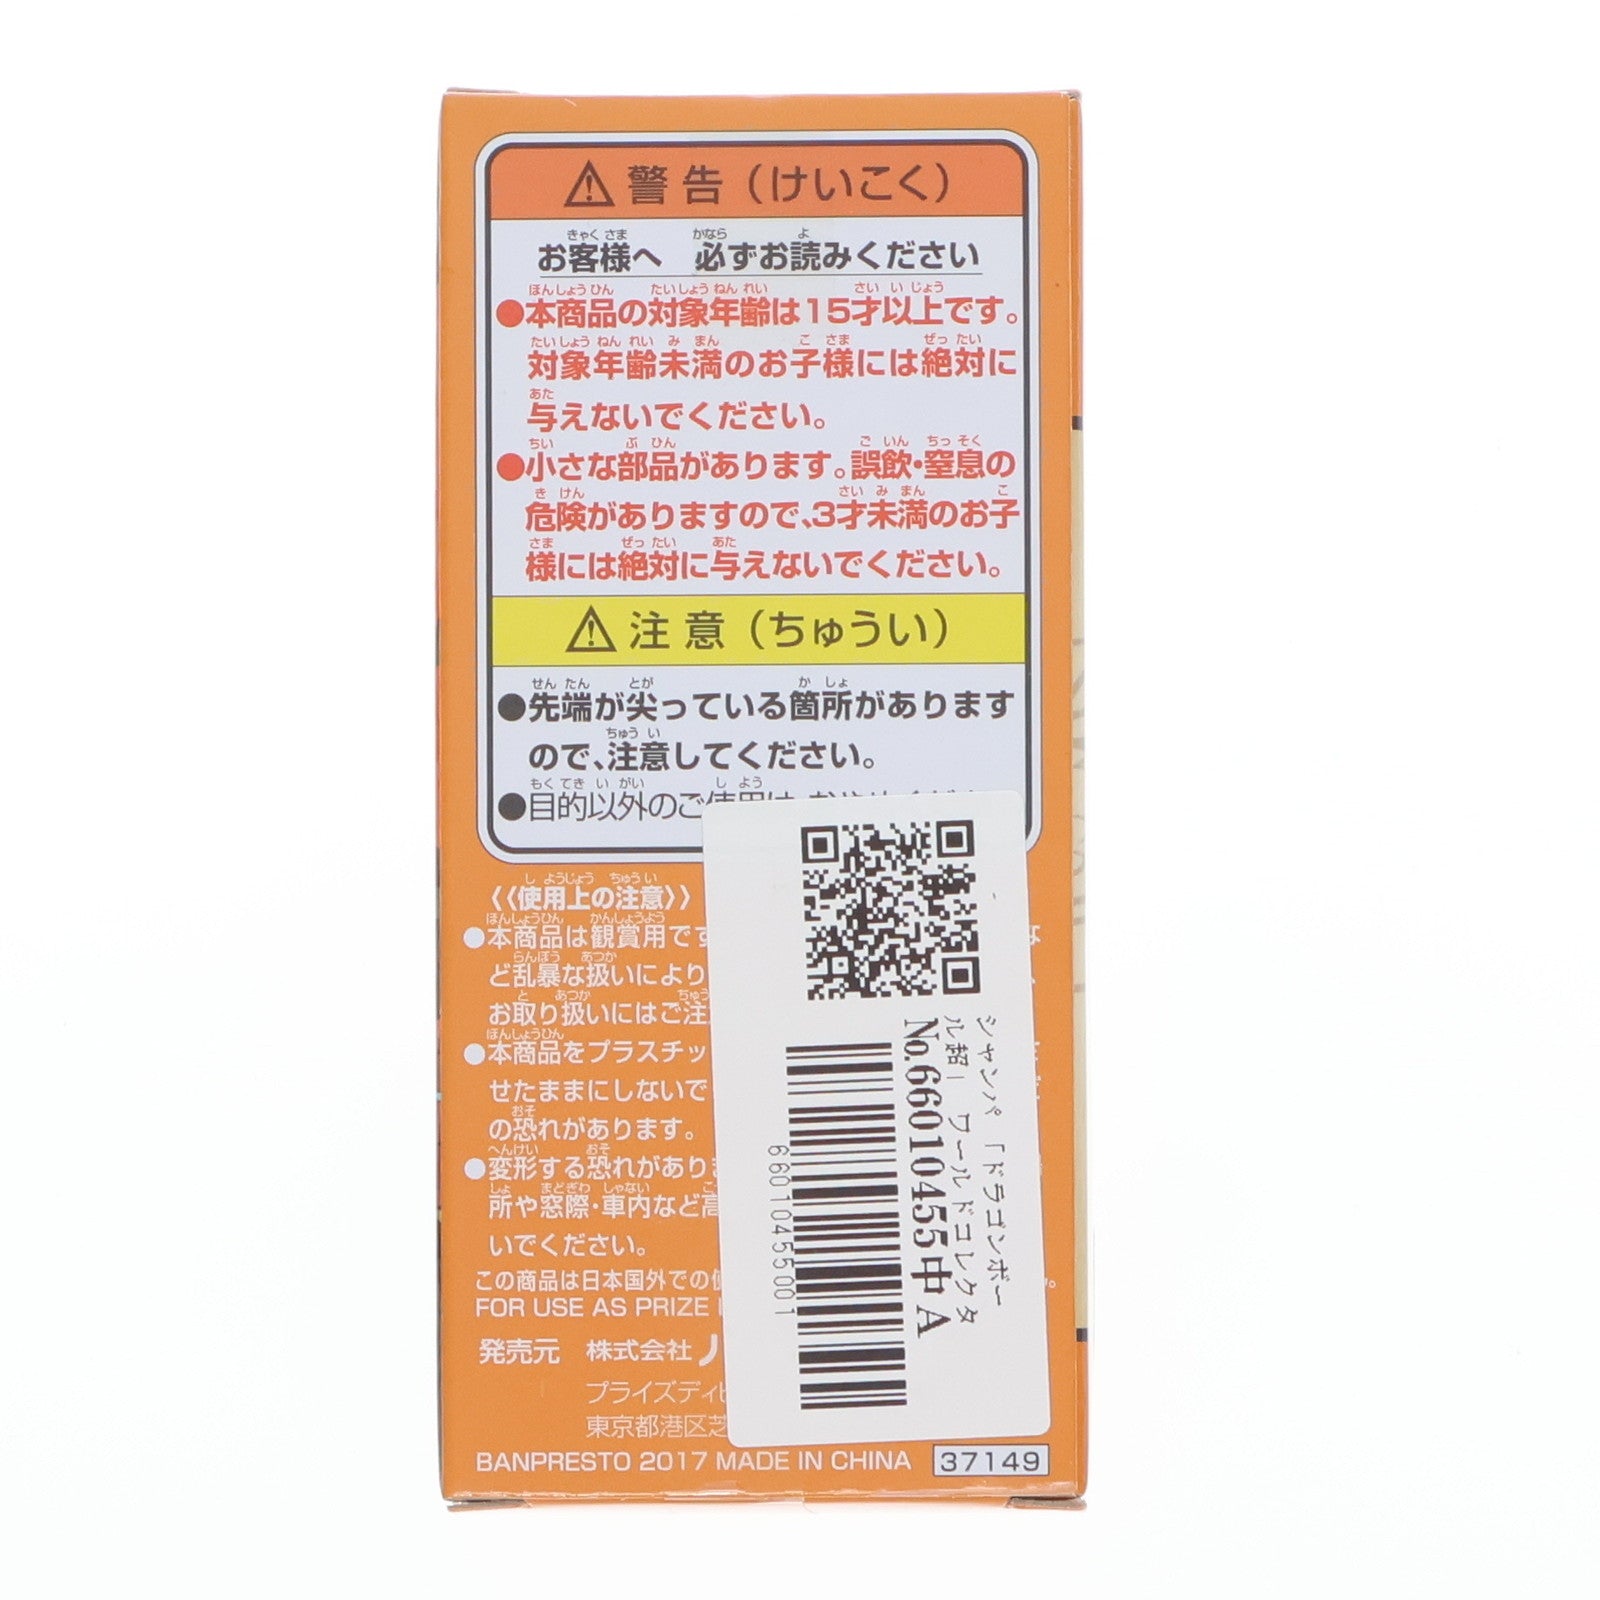 ⚠警告（けいこく）
お客様へ 必ずお読みください
●本商品の対象年齢は15才以上です。
対象年齢未満のお子様には絶対に
与えないでください。
●小さな部品があります。誤飲・窒息の
危険がありますので、3才未満のお子
様には絶対に与えないでください。
⚠注意（ちゅうい）
●先端が尖っている箇所があります
ので、注意してください。
●目的以外のご使用は
《使用上の注意》
●本商品は観賞用で
ど乱暴な扱いにより
お取り扱いにはご注
●本商品をプラスチッ
せたままにしないで
の恐れがあります。
●変形する恐れがあり
所や窓際・車内など高
いでください。
この商品は日本国外での
FOR USE AS PRIZE
発売元 株式会社
プライズディ
東京都港区芝
BANPRESTO 2017 MADE IN CHINA 37149
シャンパ 「ドラゴンボー
ル超」 ワールドコレクタ
No.66010455中 A
66010455001